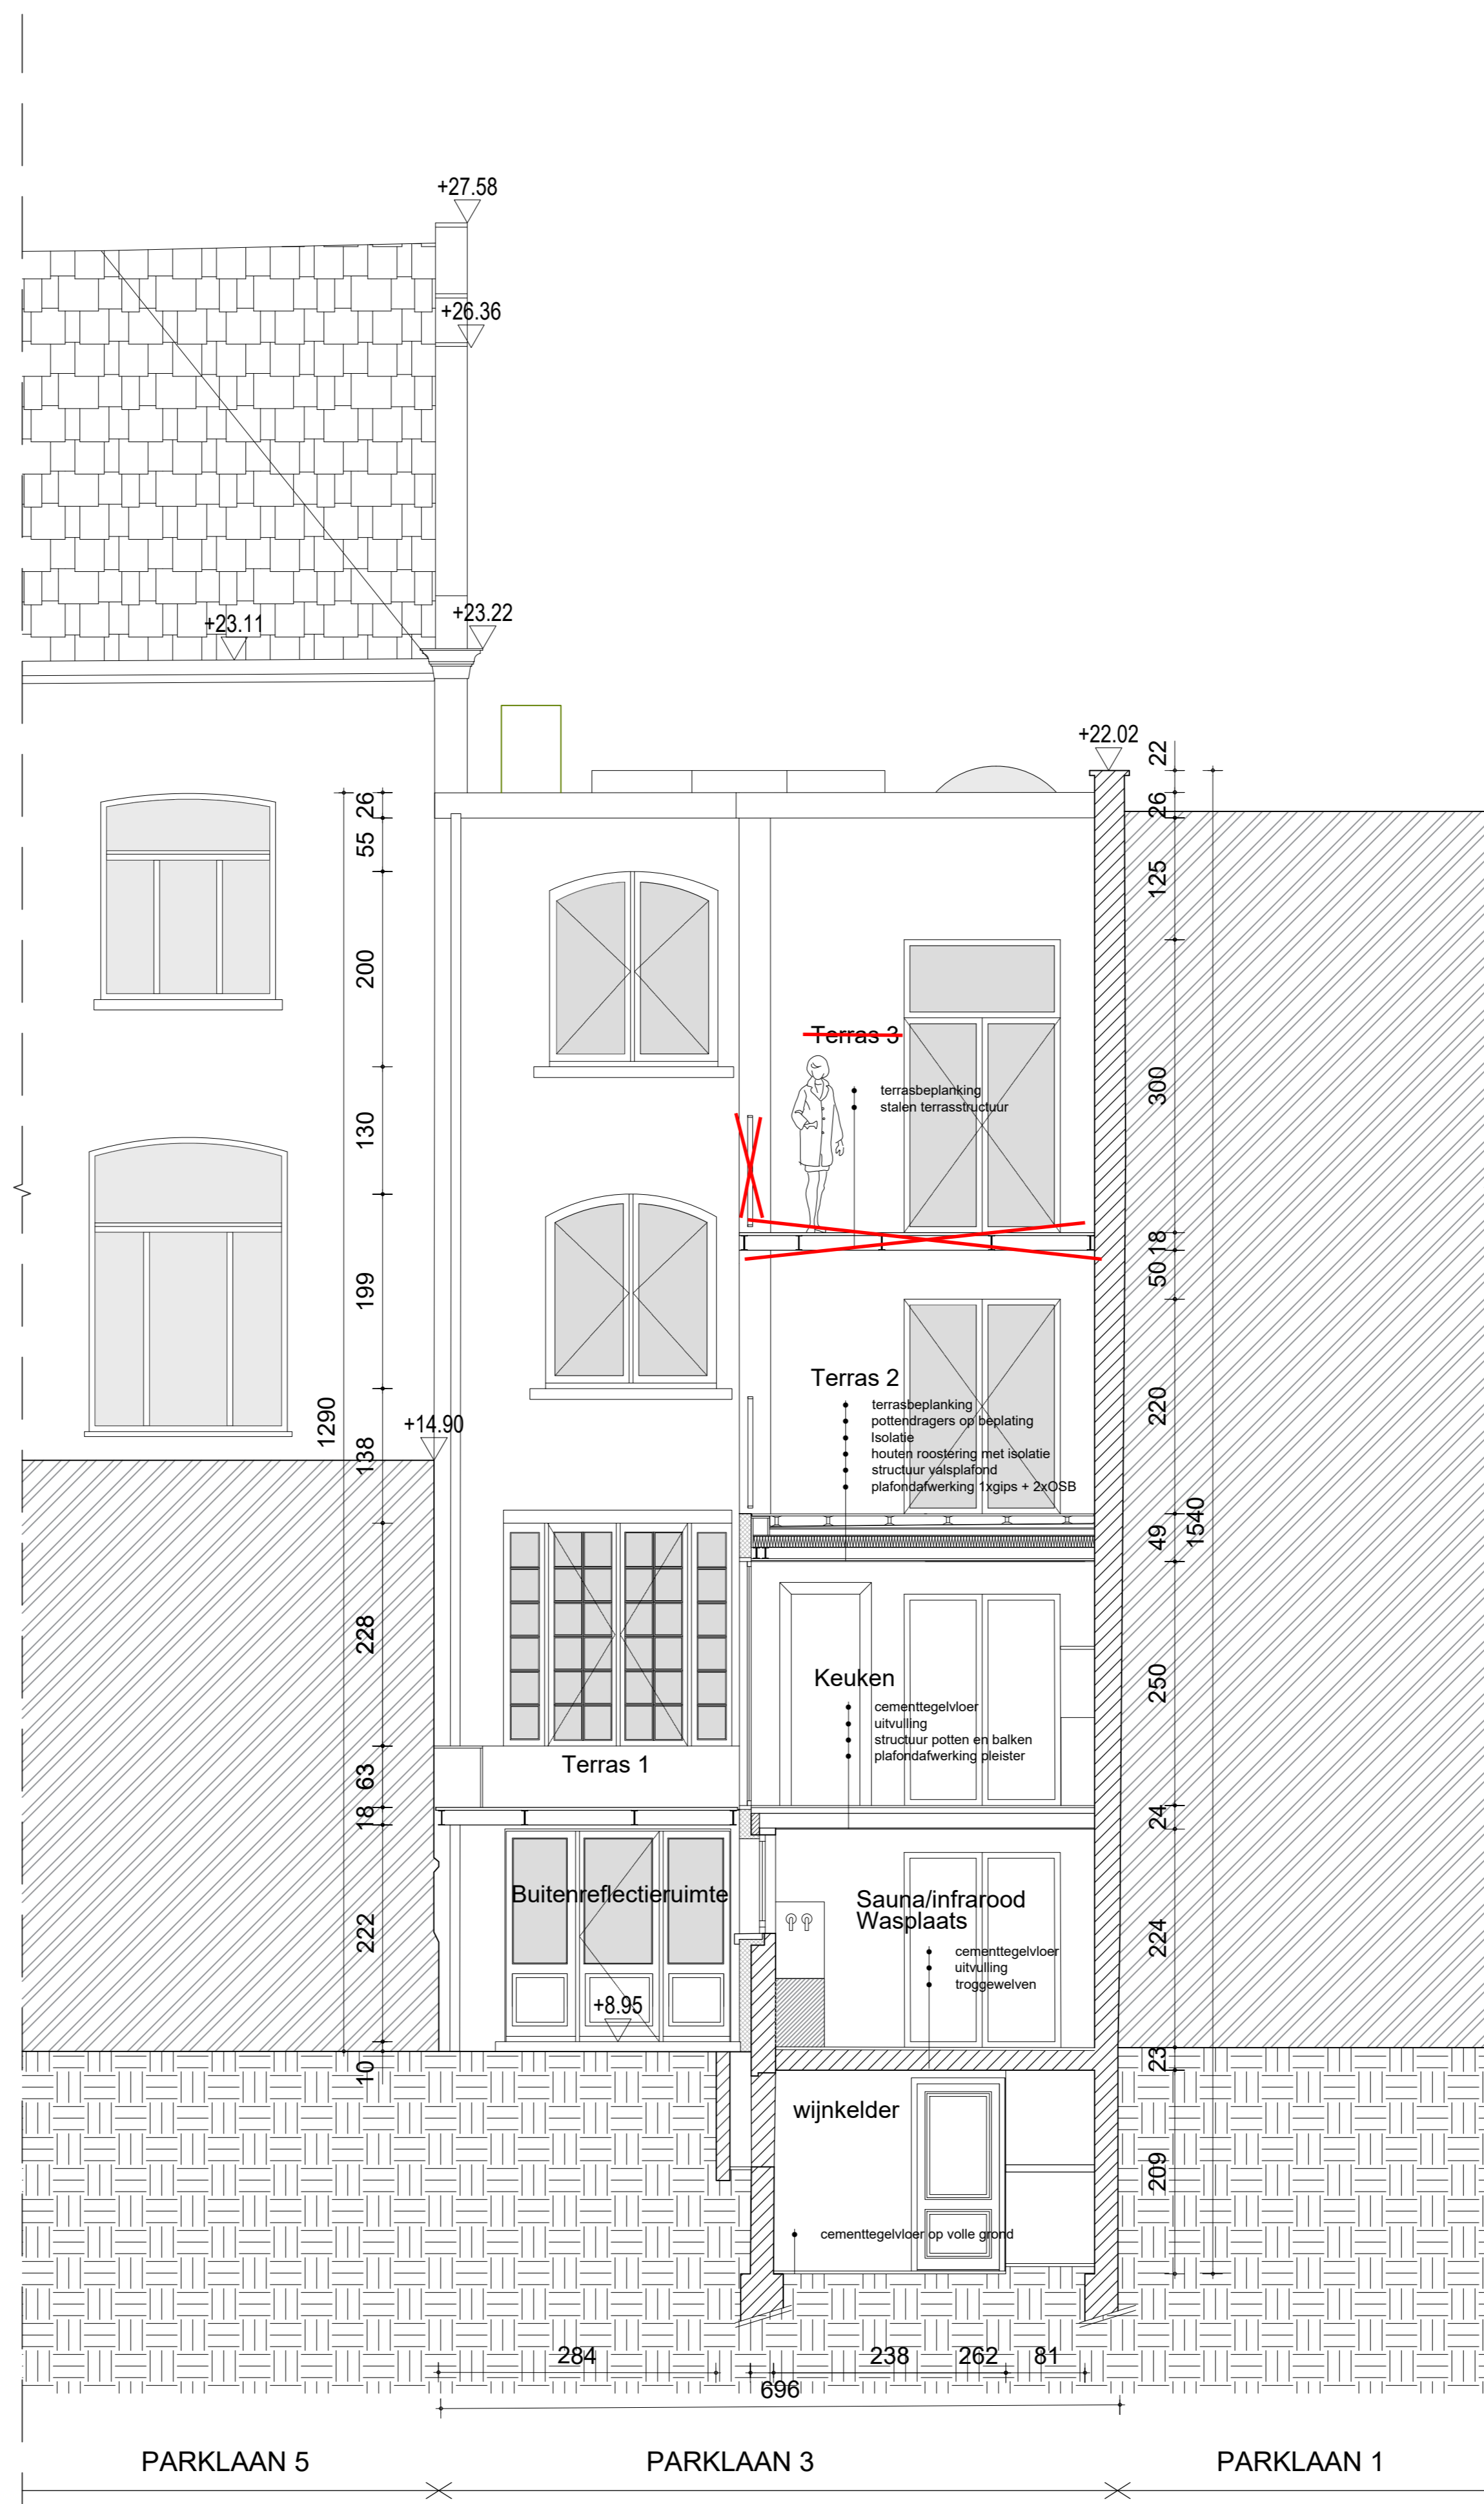 +27.58
+26.36
+23.22
+23.11
+22.02
22
26
26
55
125
200
Terras 3
terrasbeplanking
stalen terrasstructuur
300
130
18
50
199
Terras 2
terrasbeplanking
pottendragers op beplating
Isolatie
houten roostering met isolatie
structuur valsplafond
plafondafwerking 1xgips + 2xOSB
220
1290
+14.90
138
49
1540
228
Keuken
cementtegelvloer
uitvulling
structuur potten en balken
plafondafwerking pleister
250
Terras 1
63
18
24
Buitenreflectieruimte
Sauna/infrarood
Wasplaats
cementtegelvloer
uitvulling
troggewelven
222
224
+8.95
10
23
wijnkelder
209
cementtegelvloer op volle grond
284
238
262
81
696
PARKLAAN 5
PARKLAAN 3
PARKLAAN 1